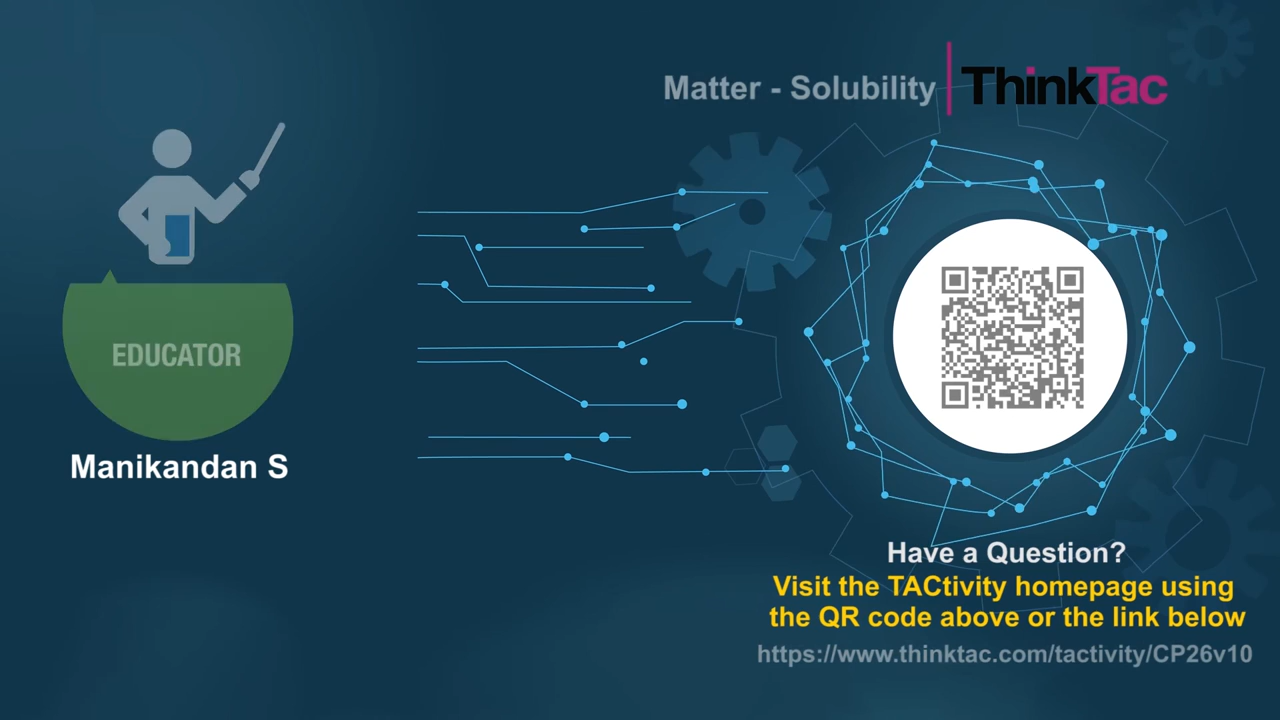 Matter - Solubility
ThinkTac
EDUCATOR
Manikandan S
Have a Question?
Visit the TACtivity homepage using
the QR code above or the link below
https://www.thinktac.com/tactivity/CP26v10